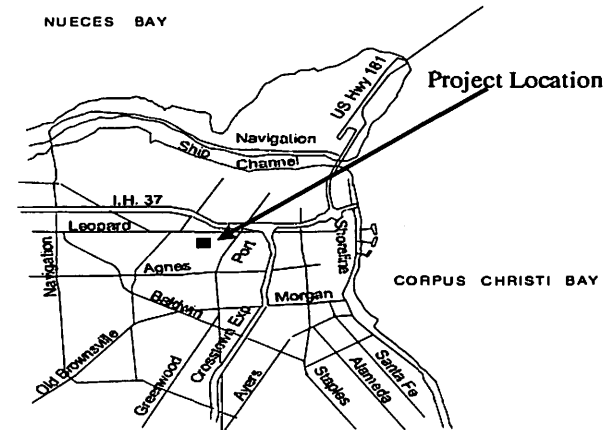 NUECES BAY
US Hwy 181
Project Location
Navigation
Ship Channel
I.H. 37
Leopard
Shoreline
Port
Navigation
Agnes
CORPUS CHRISTI BAY
Baldwin
Morgan
Crosstown Exp.
Old Brownsville
Greenwood
Ayers
Staples
Alameda
Santa Fe